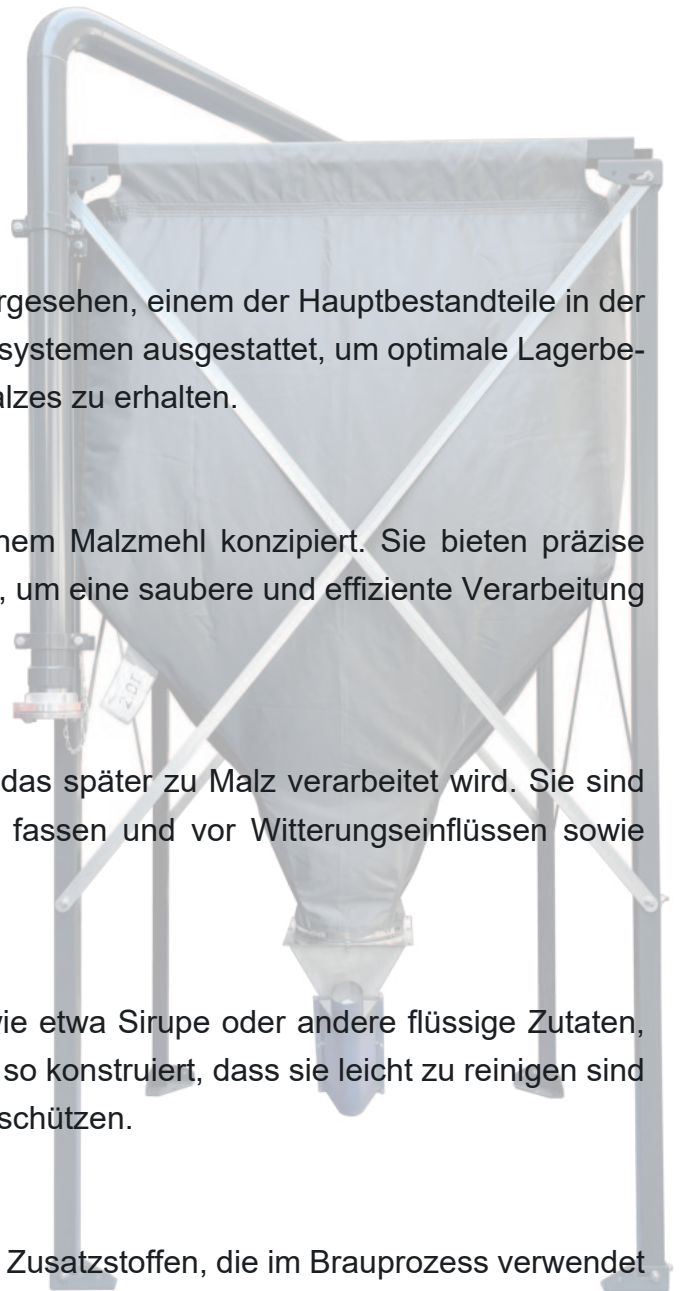 rgesehen, einem der Hauptbestandteile in der
systemen ausgestattet, um optimale Lagerbe-
alzes zu erhalten.
nem Malzmehl konzipiert. Sie bieten präzise
, um eine saubere und effiziente Verarbeitung
das später zu Malz verarbeitet wird. Sie sind
fassen und vor Witterungseinflüssen sowie
2.0T
wie etwa Sirupe oder andere flüssige Zutaten,
so konstruiert, dass sie leicht zu reinigen sind
schützen.
Zusatzstoffen, die im Brauprozess verwendet